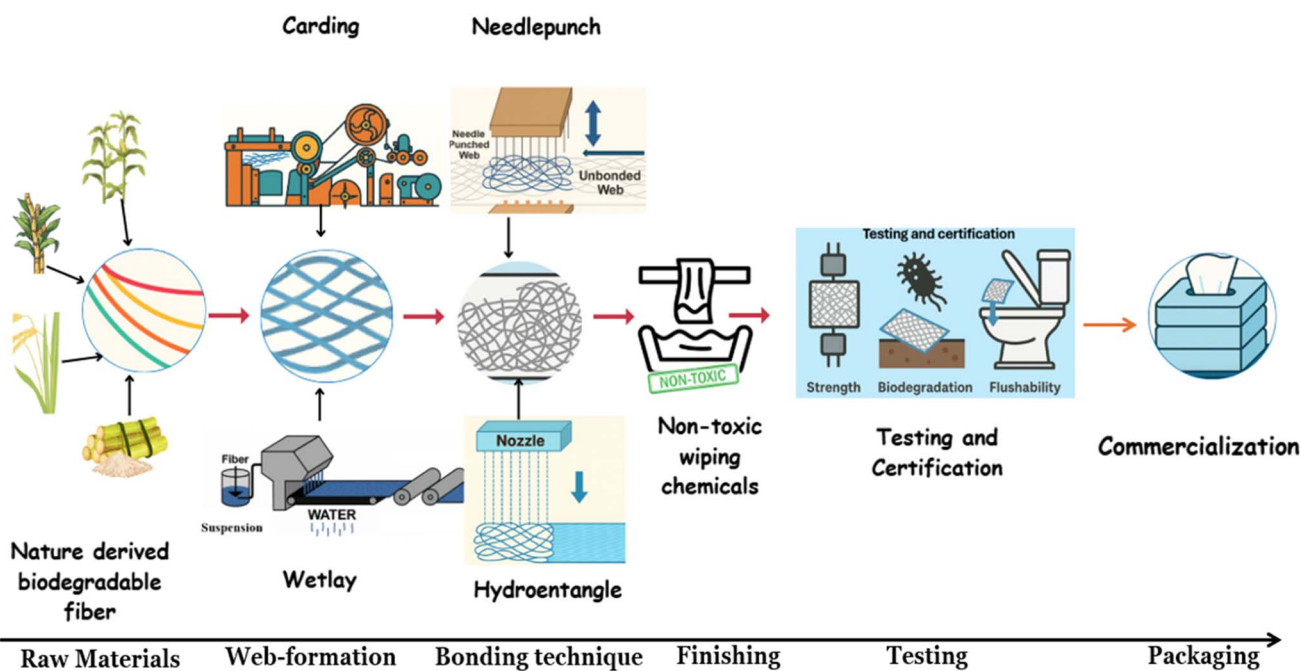 Carding
Needlepunch
Needle
Punched
Web
Unbonded
Web
Testing and certification
Strength
Biodegradation
Flushability
NON-TOXIC
Nozzle
Fiber
Suspension
WATER
Nature derived
biodegradable
fiber
Wetlay
Hydroentangle
Non-toxic
wiping
chemicals
Testing and
Certification
Commercialization
Raw Materials
Web-formation
Bonding technique
Finishing
Testing
Packaging